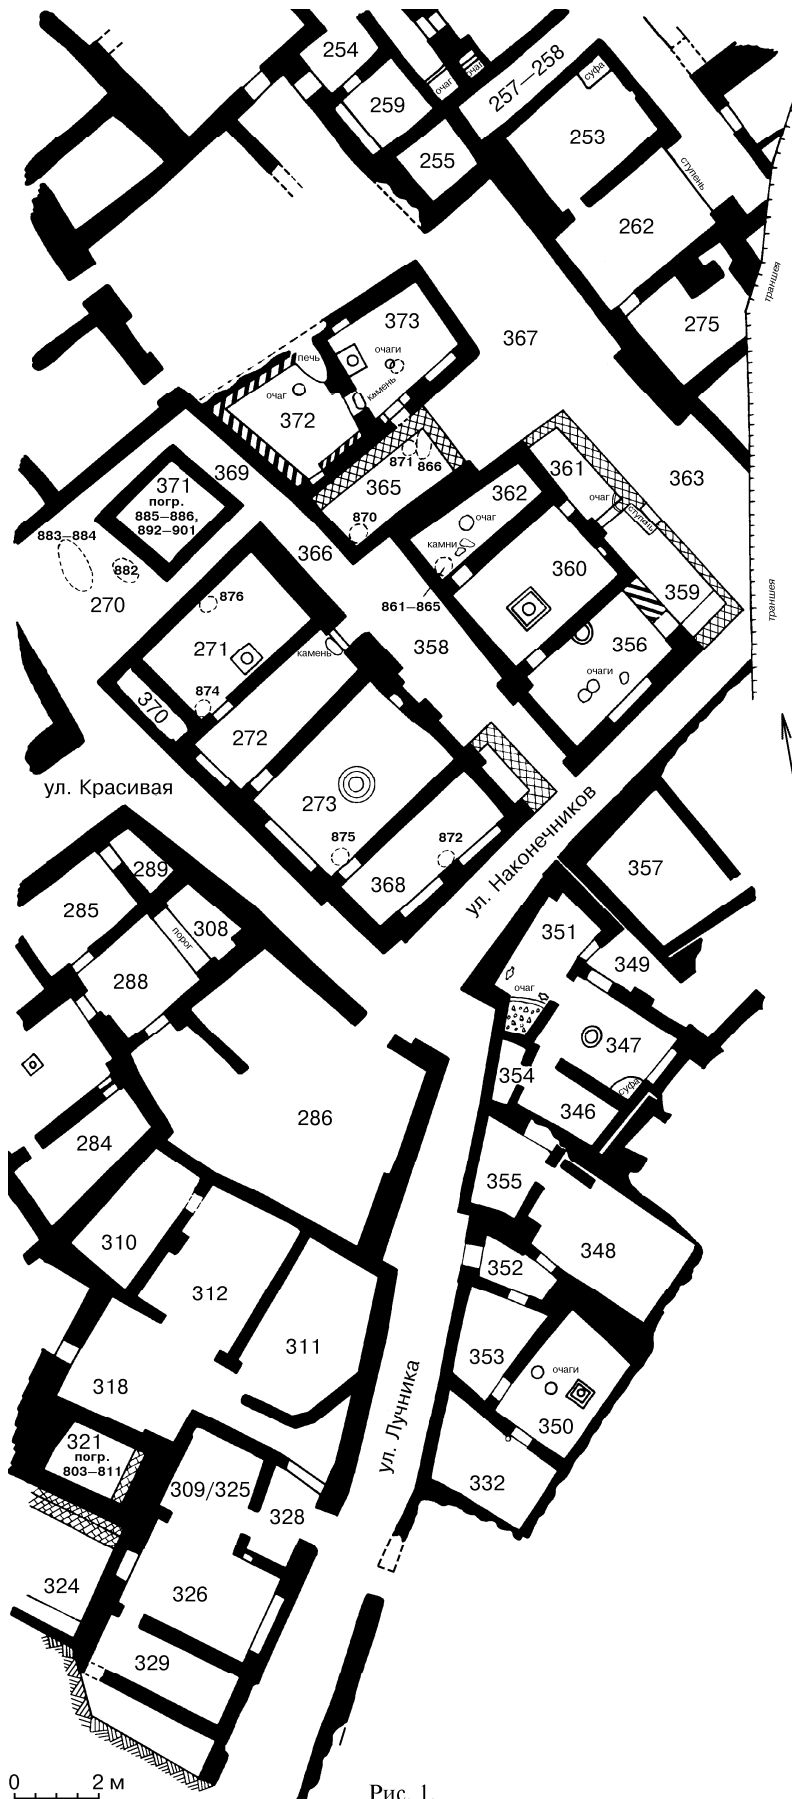 254
очаг
очаг
257–258
суфа
259
253
255
ступень
262
траншея
275
373
367
печь
очаги
очаг
камень
372
871
866
361
369
371
365
362
363
погр.
885–886,
892–901
очаг
очаг
870
ступень
883–884
366
камни
882
360
270
876
861–865
359
траншея
271
камень
358
356
874
очаги
370
272
ул. Красивая
273
875
872
368
ул. Наконечников
289
357
285
308
порог
351
349
288
очаг
347
354
суфа
286
346
284
355
310
348
352
312
311
353
318
очаги
ул. Лучника
350
321
погр.
803–811
309/325
332
328
324
326
329
0 2 м
Рис. 1.